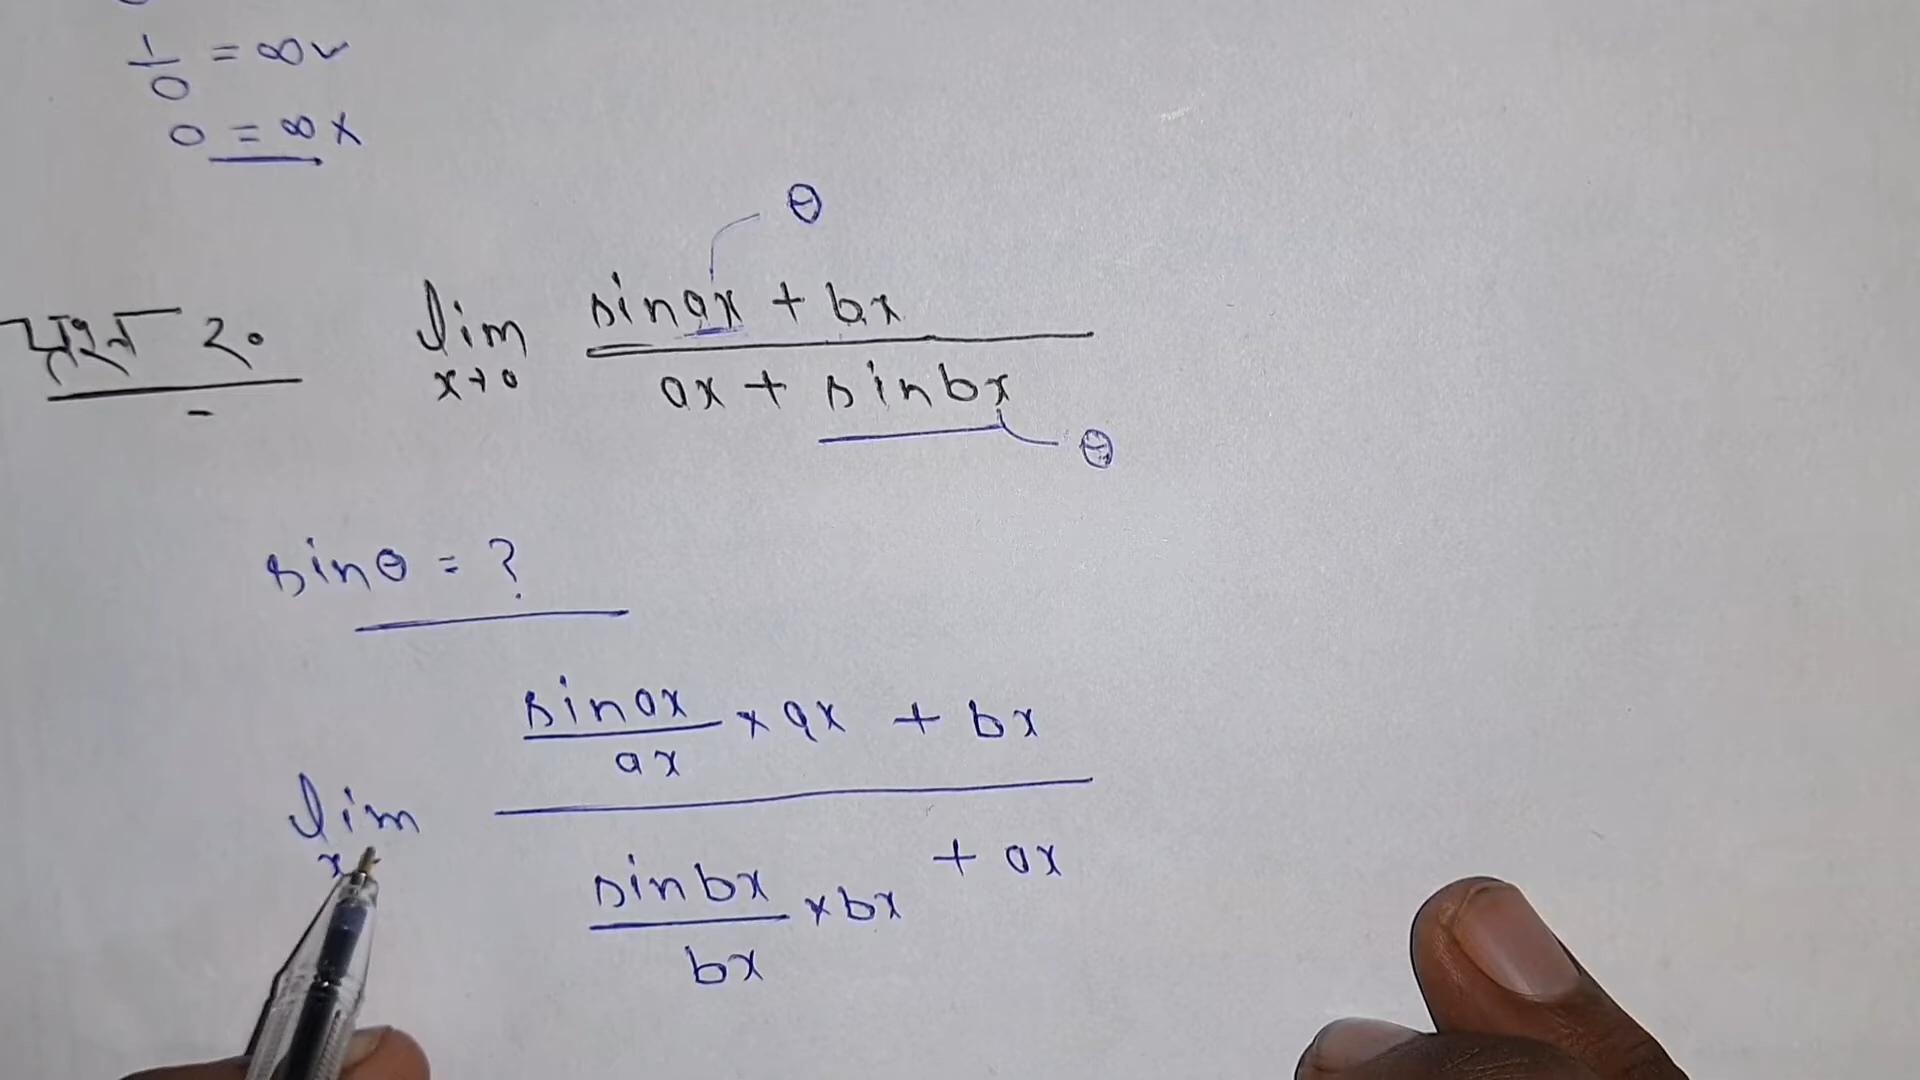 1/0 = ∞ ✓
0 = ∞ ×
θ
प्रश्न २० lim x→0 (sinax + bx)/(ax + sinbx)
θ
sinθ = ?
lim x (sinax/ax × ax + bx)/(sinbx/bx × bx + ax)